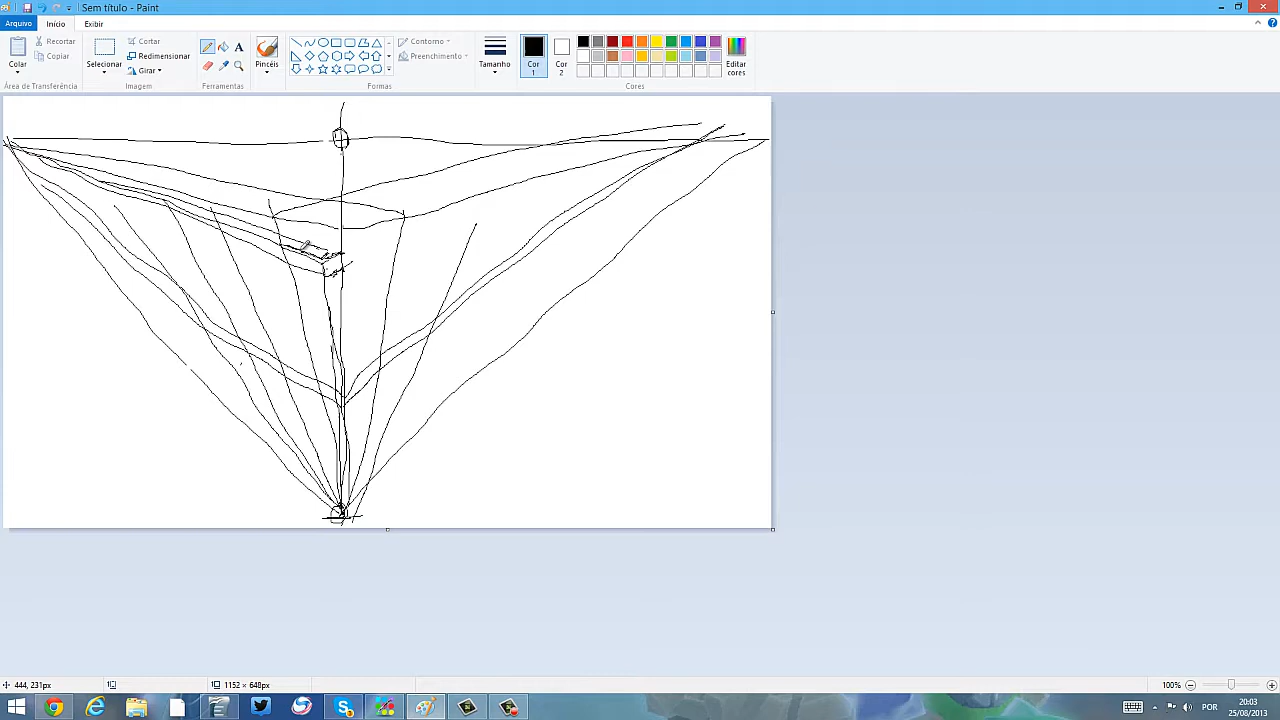 Sem título - Paint
Arquivo Início Exibir
Colar
Recortar
Copiar
Área de Transferência
Selecionar
Cortar
Redimensionar
Girar
Imagem
A
Ferramentas
Pincéis
Contorno
Preenchimento
Formas
Tamanho
Cor 1
Cor 2
Editar cores
Cores
444, 231px
1152 × 648px
100%
POR
20:03
25/08/2013